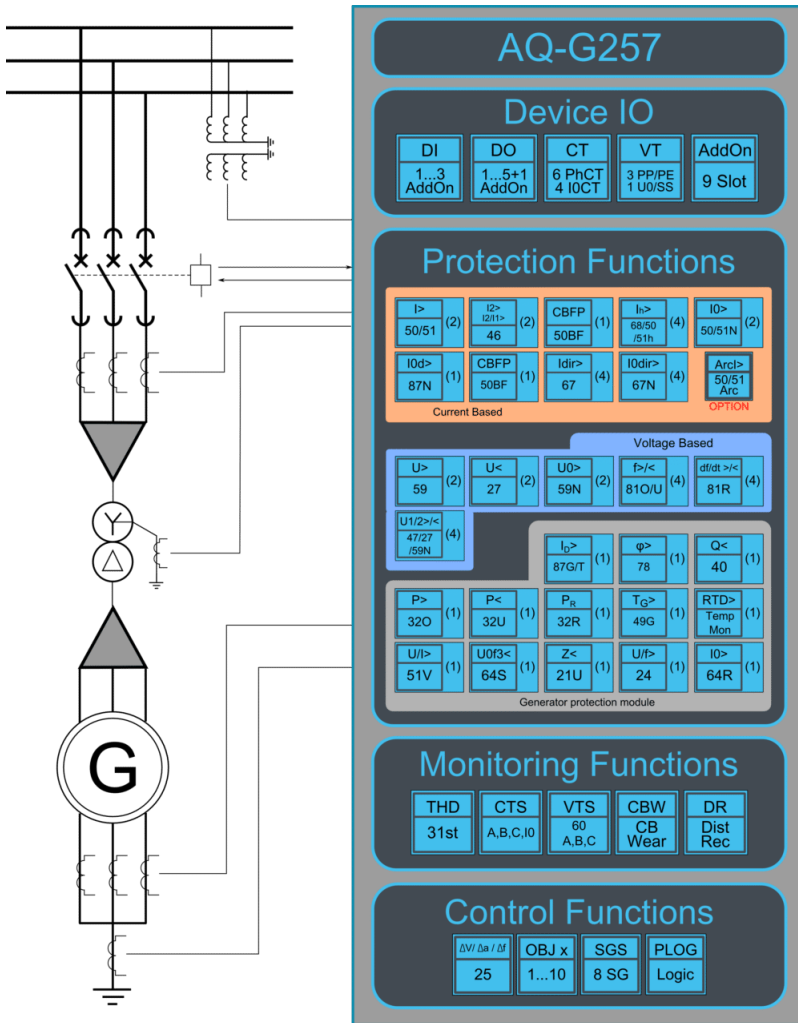 AQ-G257
Device IO
DI DO CT VT AddOn
1...3 AddOn
1...5+1 AddOn
6 PhCT 4 I0CT
3 PP/PE 1 U0/SS
9 Slot
Protection Functions
I> 50/51 (2)
I2> I2/I1> 46 (2)
CBFP 50BF (1)
Ih> 68/50 /51h (4)
I0> 50/51N (2)
I0d> 87N (1)
CBFP 50BF (1)
Idir> 67 (4)
I0dir> 67N (4)
ArcI> 50/51 Arc
OPTION
Current Based
Voltage Based
U> 59 (2)
U< 27 (2)
U0> 59N (2)
f>/< 81O/U (4)
df/dt >/< 81R (4)
U1/2>/< 47/27 /59N (4)
ID> 87G/T (1)
φ> 78 (1)
Q< 40 (1)
P> 32O (1)
P< 32U (1)
PR 32R (1)
TG> 49G (1)
RTD> Temp Mon (1)
U/I> 51V (1)
U0f3< 64S (1)
Z< 21U (1)
U/f> 24 (1)
I0> 64R (1)
Generator protection module
G
Monitoring Functions
THD 31st
CTS A,B,C,I0
VTS 60 A,B,C
CBW CB Wear
DR Dist Rec
Control Functions
ΔV/ Δa / Δf 25
OBJ x 1...10
SGS 8 SG
PLOG Logic